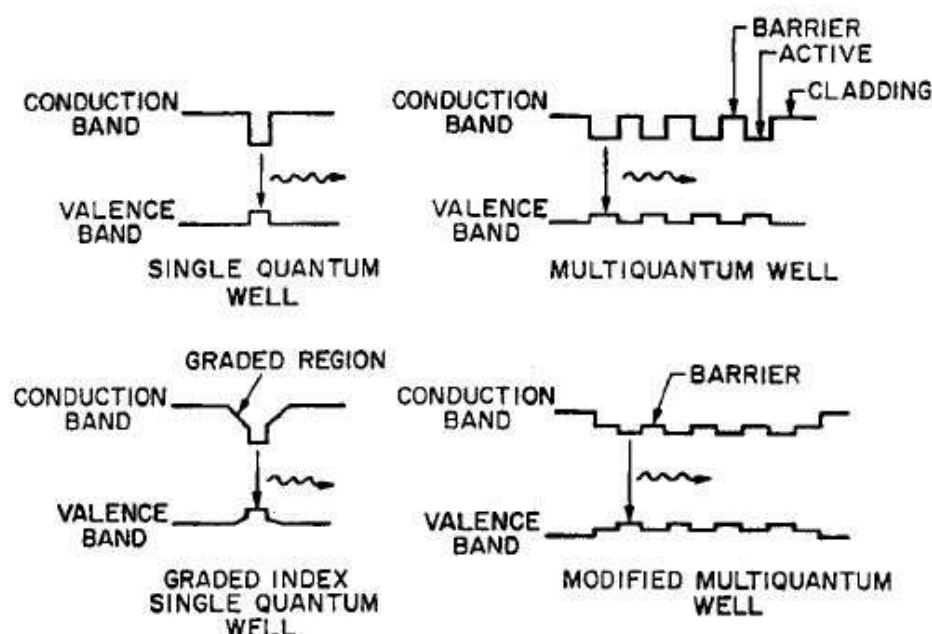 BARRIER
ACTIVE
CLADDING
CONDUCTION
BAND
VALENCE
BAND
SINGLE QUANTUM
WELL
CONDUCTION
BAND
VALENCE
BAND
MULTIQUANTUM WELL
GRADED REGION
CONDUCTION
BAND
VALENCE
BAND
GRADED INDEX
SINGLE QUANTUM
WELL
BARRIER
CONDUCTION
BAND
VALENCE
BAND
MODIFIED MULTIQUANTUM
WELL